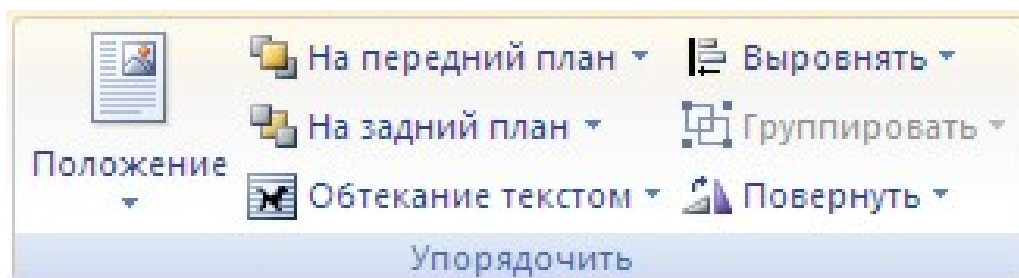 Положение
На передний план
На задний план
Обтекание текстом
Выровнять
Группировать
Повернуть
Упорядочить